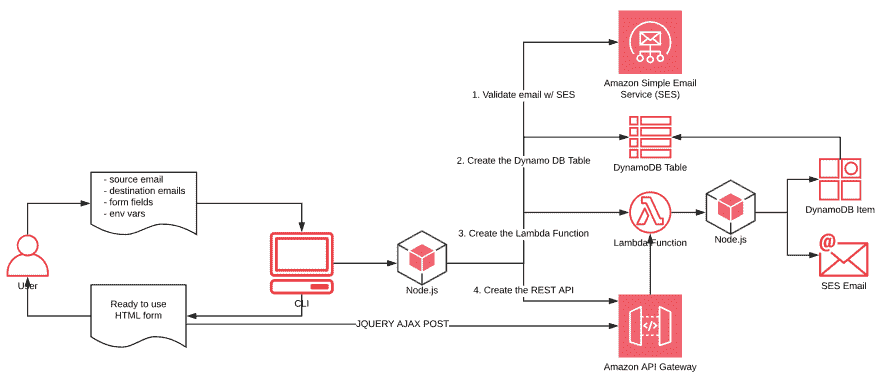 Amazon Simple Email
Service (SES)
1. Validate email w/ SES
2. Create the Dynamo DB Table
DynamoDB Table
- source email
- destination emails
- form fields
- env vars
DynamoDB Item
3. Create the Lambda Function
Lambda Function
Node.js
User
Node.js
SES Email
@
4. Create the REST API
CLI
Ready to use
HTML form
JQUERY AJAX POST
</>
Amazon API Gateway